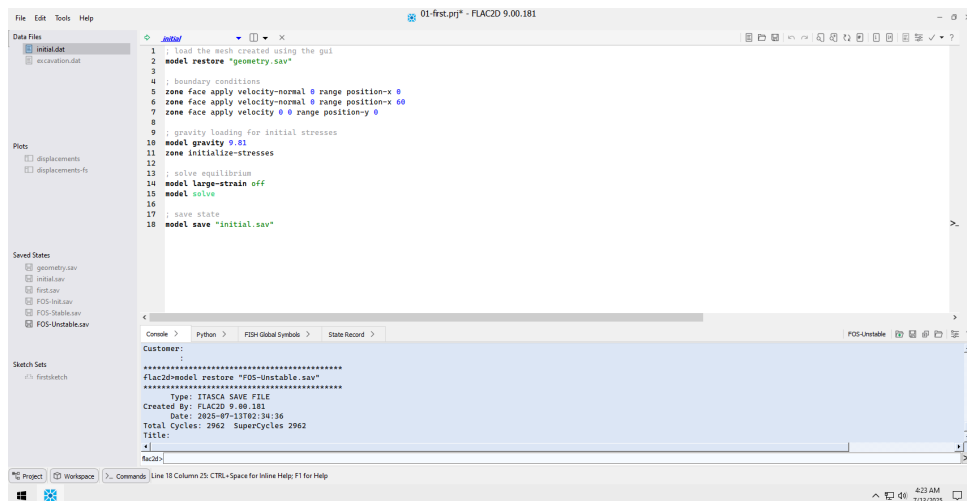 01-first.prj* - FLAC2D 9.00.181
File Edit Tools Help
Data Files
initial.dat
excavation.dat
Plots
displacements
displacements-fs
Saved States
geometry.sav
initial.sav
first.sav
FOS-Init.sav
FOS-Stable.sav
FOS-Unstable.sav
Sketch Sets
firstsketch
initial
1 ; load the mesh created using the gui
2 model restore "geometry.sav"
3
4 ; boundary conditions
5 zone face apply velocity-normal 0 range position-x 0
6 zone face apply velocity-normal 0 range position-x 60
7 zone face apply velocity 0 0 range position-y 0
8
9 ; gravity loading for initial stresses
10 model gravity 9.81
11 zone initialize-stresses
12
13 ; solve equilibrium
14 model large-strain off
15 model solve
16
17 ; save state
18 model save "initial.sav"
Console > Python > FISH Global Symbols > State Record > FOS-Unstable
Customer:
:
*********************************************
flac2d>model restore "FOS-Unstable.sav"
*********************************************
Type: ITASCA SAVE FILE
Created By: FLAC2D 9.00.181
Date: 2025-07-13T02:34:36
Total Cycles: 2962 SuperCycles 2962
Title:
flac2d>
Project Workspace >_ Commands Line 18 Column 25: CTRL+Space for Inline Help; F1 for Help
4:23 AM